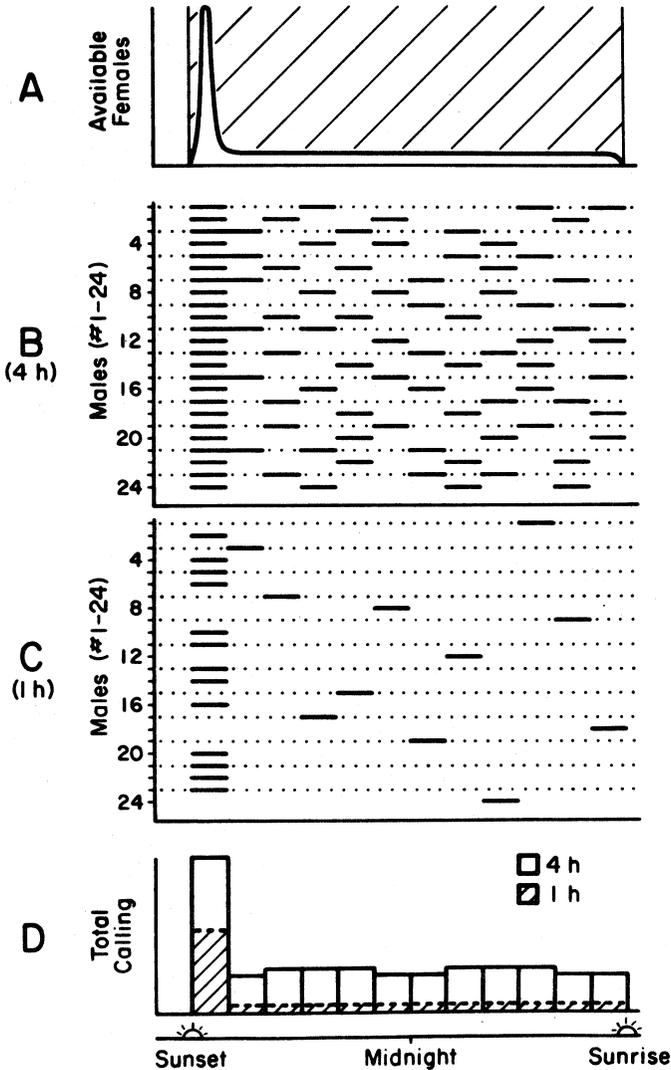 A
Available
Females
B
(4 h)
Males (#1-24)
4
8
12
16
20
24
C
(1 h)
Males (#1-24)
4
8
12
16
20
24
D
Total
Calling
4 h
1 h
Sunset
Midnight
Sunrise